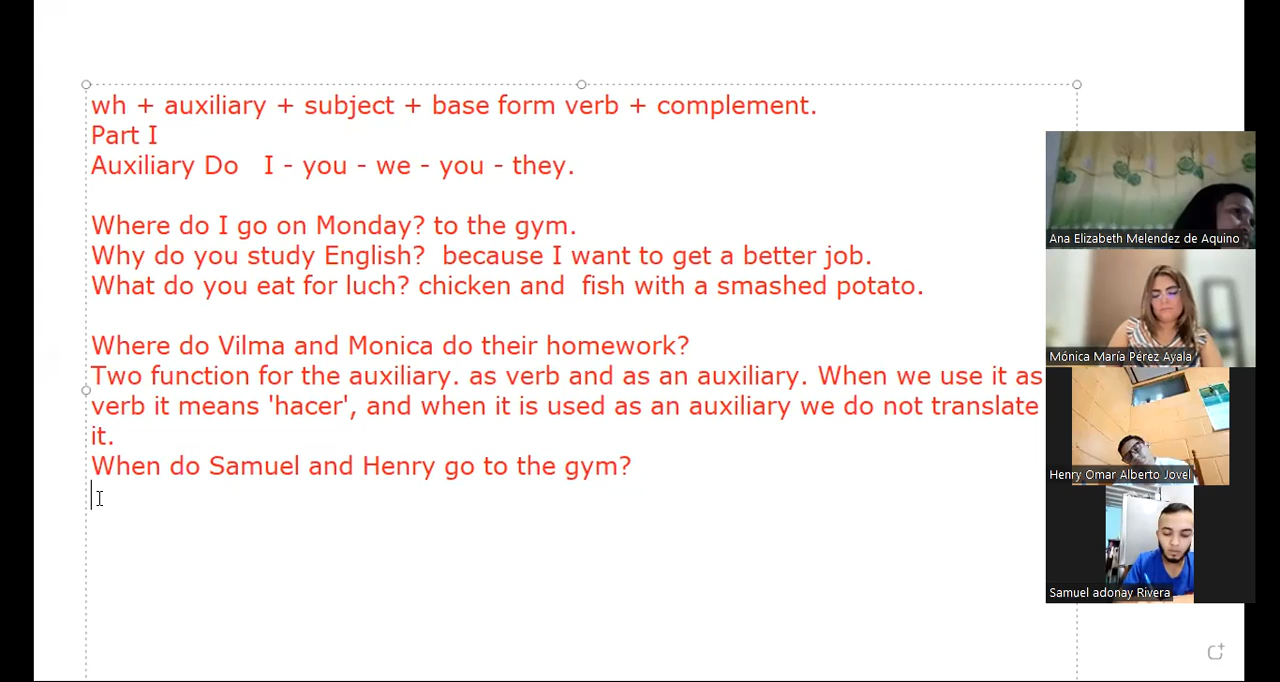 wh + auxiliary + subject + base form verb + complement.
Part I
Auxiliary Do   I - you - we - you - they.
Where do I go on Monday? to the gym.
Why do you study English?  because I want to get a better job.
What do you eat for luch? chicken and  fish with a smashed potato.
Where do Vilma and Monica do their homework?
Two function for the auxiliary. as verb and as an auxiliary. When we use it as
verb it means 'hacer', and when it is used as an auxiliary we do not translate
it.
When do Samuel and Henry go to the gym?
Ana Elizabeth Melendez de Aquino
Mónica María Pérez Ayala
Henry Omar Alberto Jovel
Samuel adonay Rivera